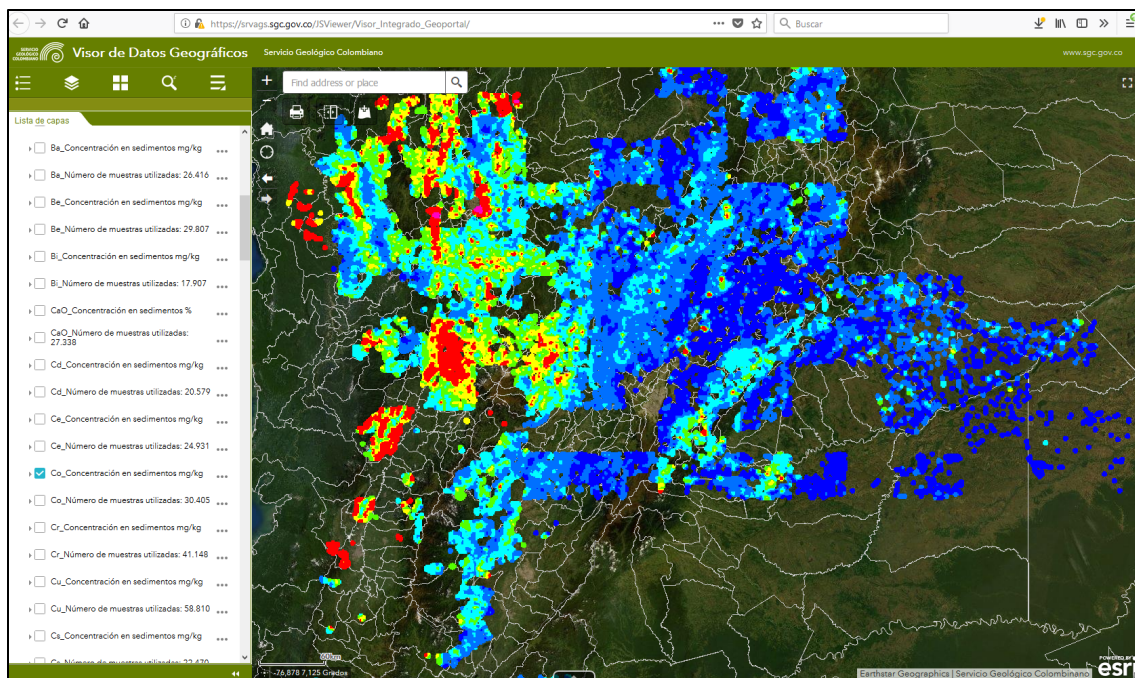 https://srvags.sgc.gov.co/JSViewer/Visor_Integrado_Geoportal/
Buscar
SERVICIO GEOLÓGICO COLOMBIANO
Visor de Datos Geográficos
Servicio Geológico Colombiano
www.sgc.gov.co
Find address or place
Lista de capas
Ba_Concentración en sedimentos mg/kg
Ba_Número de muestras utilizadas: 26.416
Be_Concentración en sedimentos mg/kg
Be_Número de muestras utilizadas: 29.807
Bi_Concentración en sedimentos mg/kg
Bi_Número de muestras utilizadas: 17.907
CaO_Concentración en sedimentos %
CaO_Número de muestras utilizadas:
27.338
Cd_Concentración en sedimentos mg/kg
Cd_Número de muestras utilizadas: 20.579
Ce_Concentración en sedimentos mg/kg
Ce_Número de muestras utilizadas: 24.931
Co_Concentración en sedimentos mg/kg
Co_Número de muestras utilizadas: 30.405
Cr_Concentración en sedimentos mg/kg
Cr_Número de muestras utilizadas: 41.148
Cu_Concentración en sedimentos mg/kg
Cu_Número de muestras utilizadas: 58.810
Cs_Concentración en sedimentos mg/kg
-76,878 7,125 Grados
Earthstar Geographics | Servicio Geológico Colombiano
POWERED BY
esri